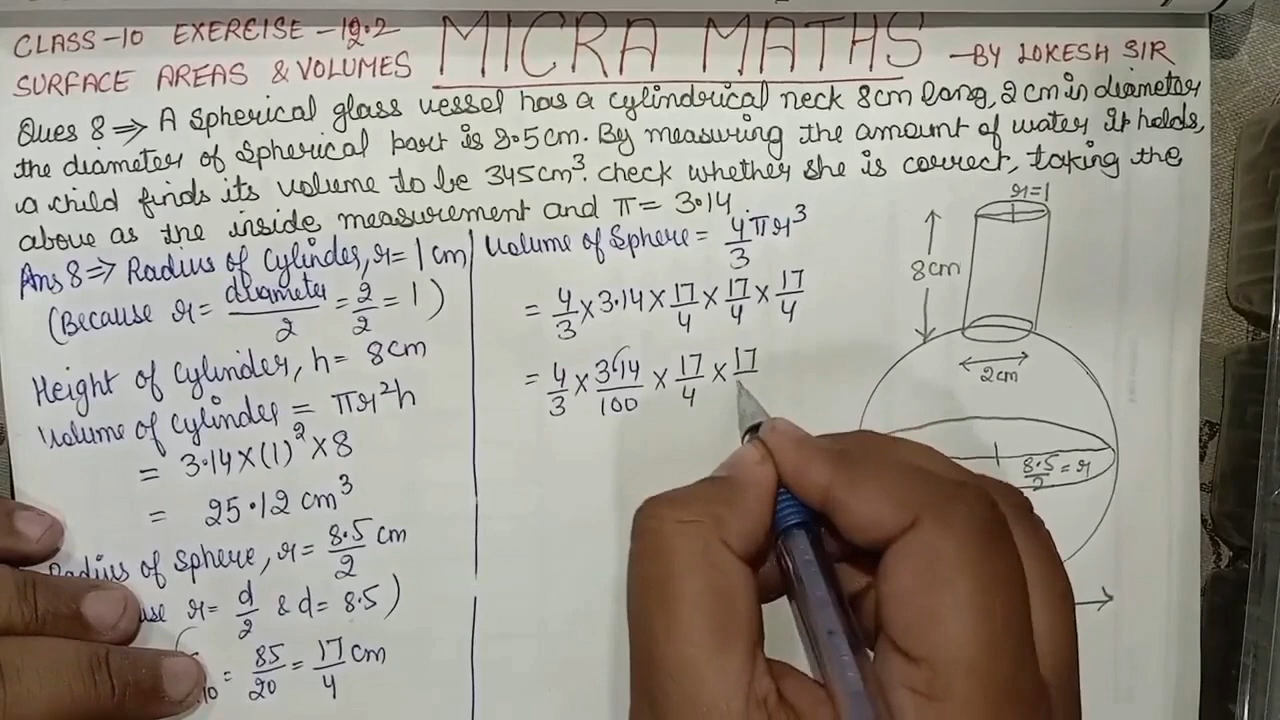 CLASS-10 EXERCISE -12.2
SURFACE AREAS & VOLUMES
MICRA MATHS
-BY LOKESH SIR
Ques 8 ⇒ A Spherical glass vessel has a cylindrical neck 8cm long, 2 cm in diameter
the diameter of spherical part is 8.5cm. By measuring the amount of water it holds,
a child finds its volume to be 345cm³. check whether she is correct, taking the
above as the inside measurement and π = 3.14.
Ans 8 ⇒ Radius of Cylinder, r = 1 cm
(Because r = diameter/2 = 2/2 = 1)
Height of Cylinder, h = 8cm
Volume of cylinder = πr²h
= 3.14 × (1)² × 8
= 25.12 cm³
Radius of Sphere, r = 8.5/2 cm
r = d/2 & d = 8.5)
= 85/20 = 17/4 cm
Volume of Sphere = 4/3 πr³
= 4/3 × 3.14 × 17/4 × 17/4 × 17/4
= 4/3 × 314/100 × 17/4 × 17
r=1
8cm
2cm
8.5/2 = r